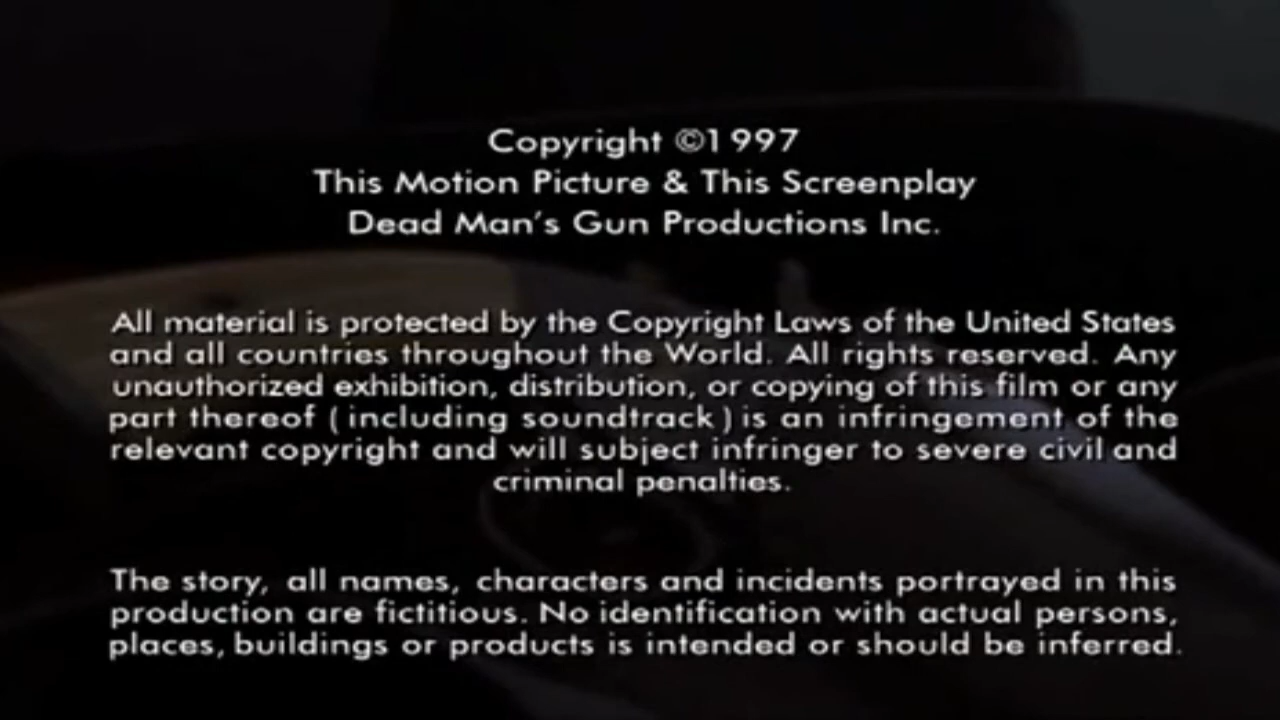 Copyright ©1997
This Motion Picture & This Screenplay
Dead Man's Gun Productions Inc.
All material is protected by the Copyright Laws of the United States
and all countries throughout the World. All rights reserved. Any
unauthorized exhibition, distribution, or copying of this film or any
part thereof ( including soundtrack ) is an infringement of the
relevant copyright and will subject infringer to severe civil and
criminal penalties.
The story, all names, characters and incidents portrayed in this
production are fictitious. No identification with actual persons,
places, buildings or products is intended or should be inferred.